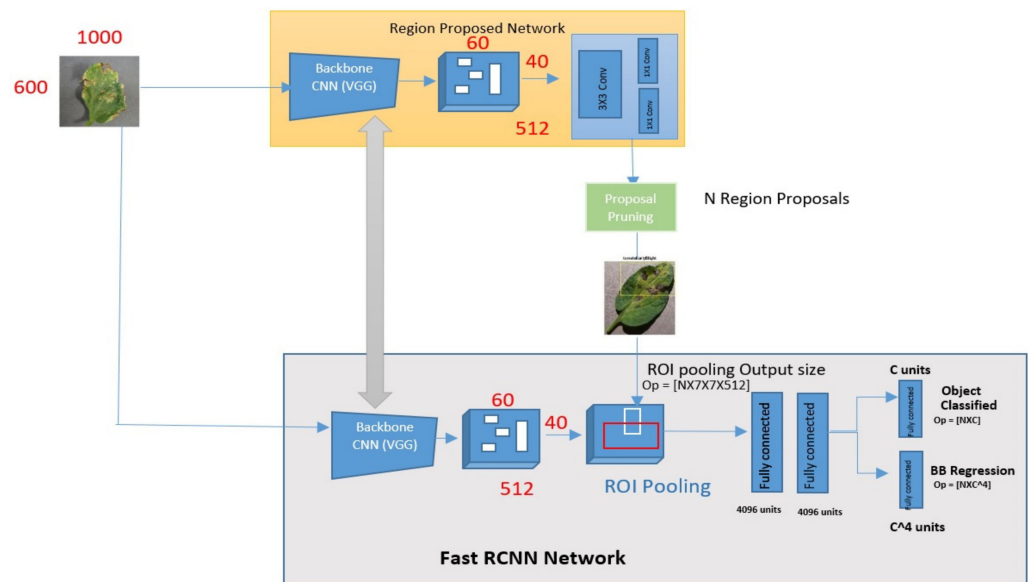 Region Proposed Network
1000
600
Backbone
CNN (VGG)
60
40
512
3X3 Conv
1X1 Conv
1X1 Conv
Proposal
Pruning
N Region Proposals
ROI pooling Output size
Op = [NX7X7X512]
Backbone
CNN (VGG)
60
40
512
ROI Pooling
Fully connected
4096 units
Fully connected
4096 units
C units
Fully connected
Object
Classified
Op = [NXC]
Fully connected
BB Regression
Op = [NXC^4]
C^4 units
Fast RCNN Network